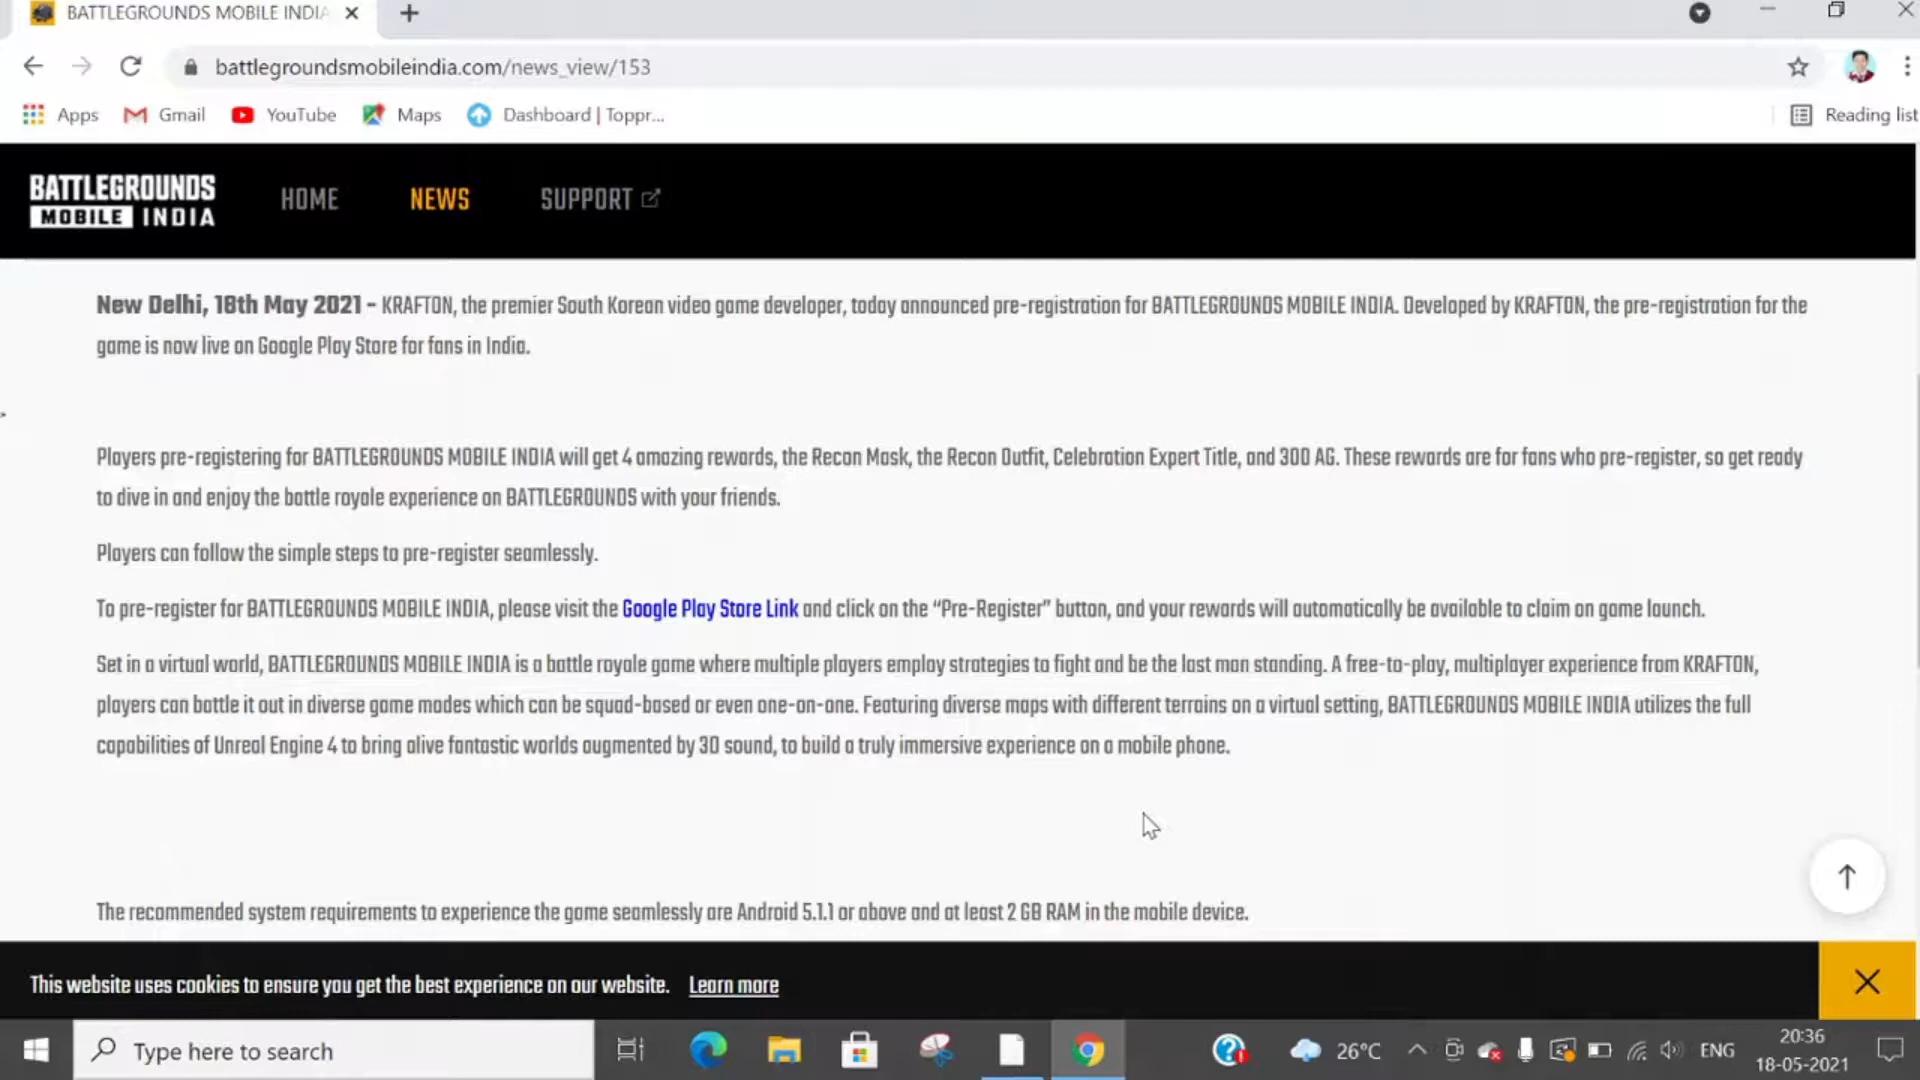 BATTLEGROUNDS MOBILE INDIA
battlegroundsmobileindia.com/news_view/153
Apps Gmail YouTube Maps Dashboard | Toppr... Reading list
BATTLEGROUNDS
MOBILE INDIA
HOME NEWS SUPPORT
New Delhi, 18th May 2021 - KRAFTON, the premier South Korean video game developer, today announced pre-registration for BATTLEGROUNDS MOBILE INDIA. Developed by KRAFTON, the pre-registration for the
game is now live on Google Play Store for fans in India.
Players pre-registering for BATTLEGROUNDS MOBILE INDIA will get 4 amazing rewards, the Recon Mask, the Recon Outfit, Celebration Expert Title, and 300 AG. These rewards are for fans who pre-register, so get ready
to dive in and enjoy the battle royale experience on BATTLEGROUNDS with your friends.
Players can follow the simple steps to pre-register seamlessly.
To pre-register for BATTLEGROUNDS MOBILE INDIA, please visit the Google Play Store Link and click on the “Pre-Register” button, and your rewards will automatically be available to claim on game launch.
Set in a virtual world, BATTLEGROUNDS MOBILE INDIA is a battle royale game where multiple players employ strategies to fight and be the last man standing. A free-to-play, multiplayer experience from KRAFTON,
players can battle it out in diverse game modes which can be squad-based or even one-on-one. Featuring diverse maps with different terrains on a virtual setting, BATTLEGROUNDS MOBILE INDIA utilizes the full
capabilities of Unreal Engine 4 to bring alive fantastic worlds augmented by 3D sound, to build a truly immersive experience on a mobile phone.
The recommended system requirements to experience the game seamlessly are Android 5.1.1 or above and at least 2 GB RAM in the mobile device.
This website uses cookies to ensure you get the best experience on our website. Learn more
Type here to search
26°C
ENG
20:36
18-05-2021